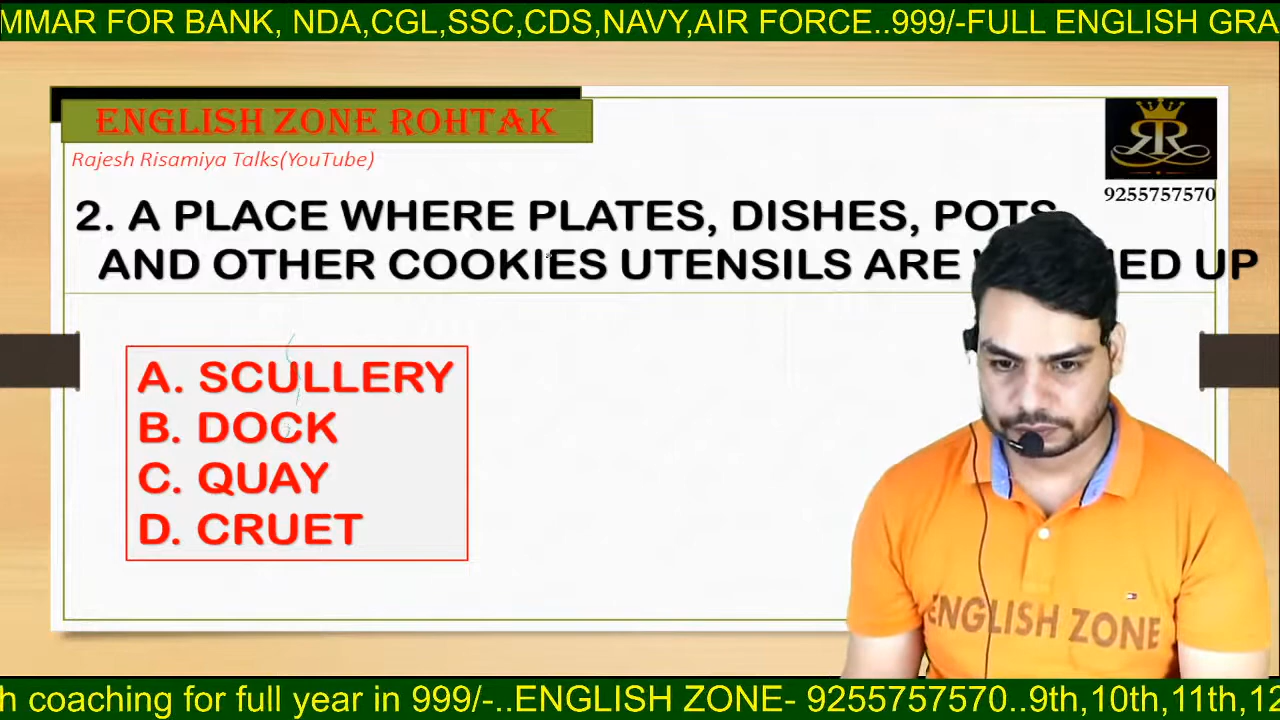 MMAR FOR BANK, NDA,CGL,SSC,CDS,NAVY,AIR FORCE..999/-FULL ENGLISH GRA
ENGLISH ZONE ROHTAK
Rajesh Risamiya Talks(YouTube)
RR
9255757570
2. A PLACE WHERE PLATES, DISHES, POTS
AND OTHER COOKIES UTENSILS ARE UP
A. SCULLERY
B. DOCK
C. QUAY
D. CRUET
ENGLISH ZONE
h coaching for full year in 999/-..ENGLISH ZONE- 9255757570..9th,10th,11th,12